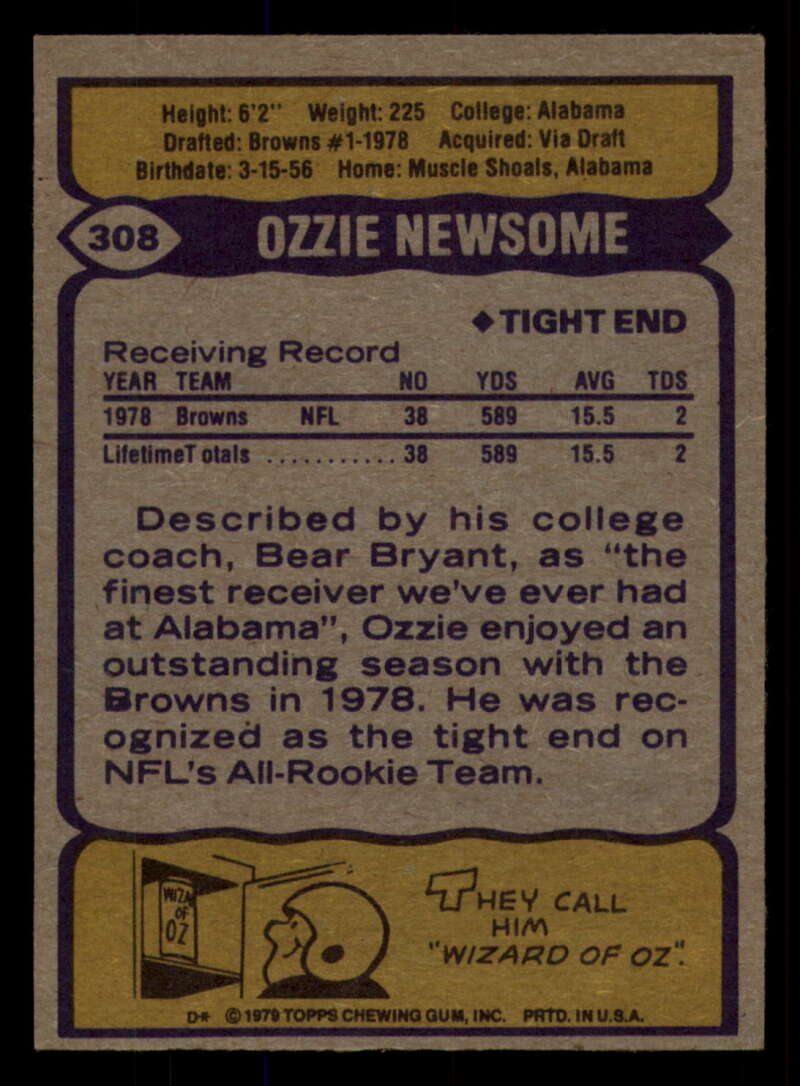 Height: 6'2" Weight: 225 College: Alabama
Drafted: Browns #1-1978 Acquired: Via Draft
Birthdate: 3-15-56 Home: Muscle Shoals, Alabama
308 OZZIE NEWSOME
◆TIGHT END
Receiving Record
YEAR TEAM NO YDS AVG TDS
1978 Browns NFL 38 589 15.5 2
LifetimeT otals ........... 38 589 15.5 2
Described by his college
coach, Bear Bryant, as "the
finest receiver we've ever had
at Alabama", Ozzie enjoyed an
outstanding season with the
Browns in 1978. He was rec-
ognized as the tight end on
NFL's All-Rookie Team.
WIZA
OF
OZ
THEY CALL
HIM
"WIZARD OF OZ".
D* ©1979 TOPPS CHEWING GUM, INC. PRTD. IN U.S.A.